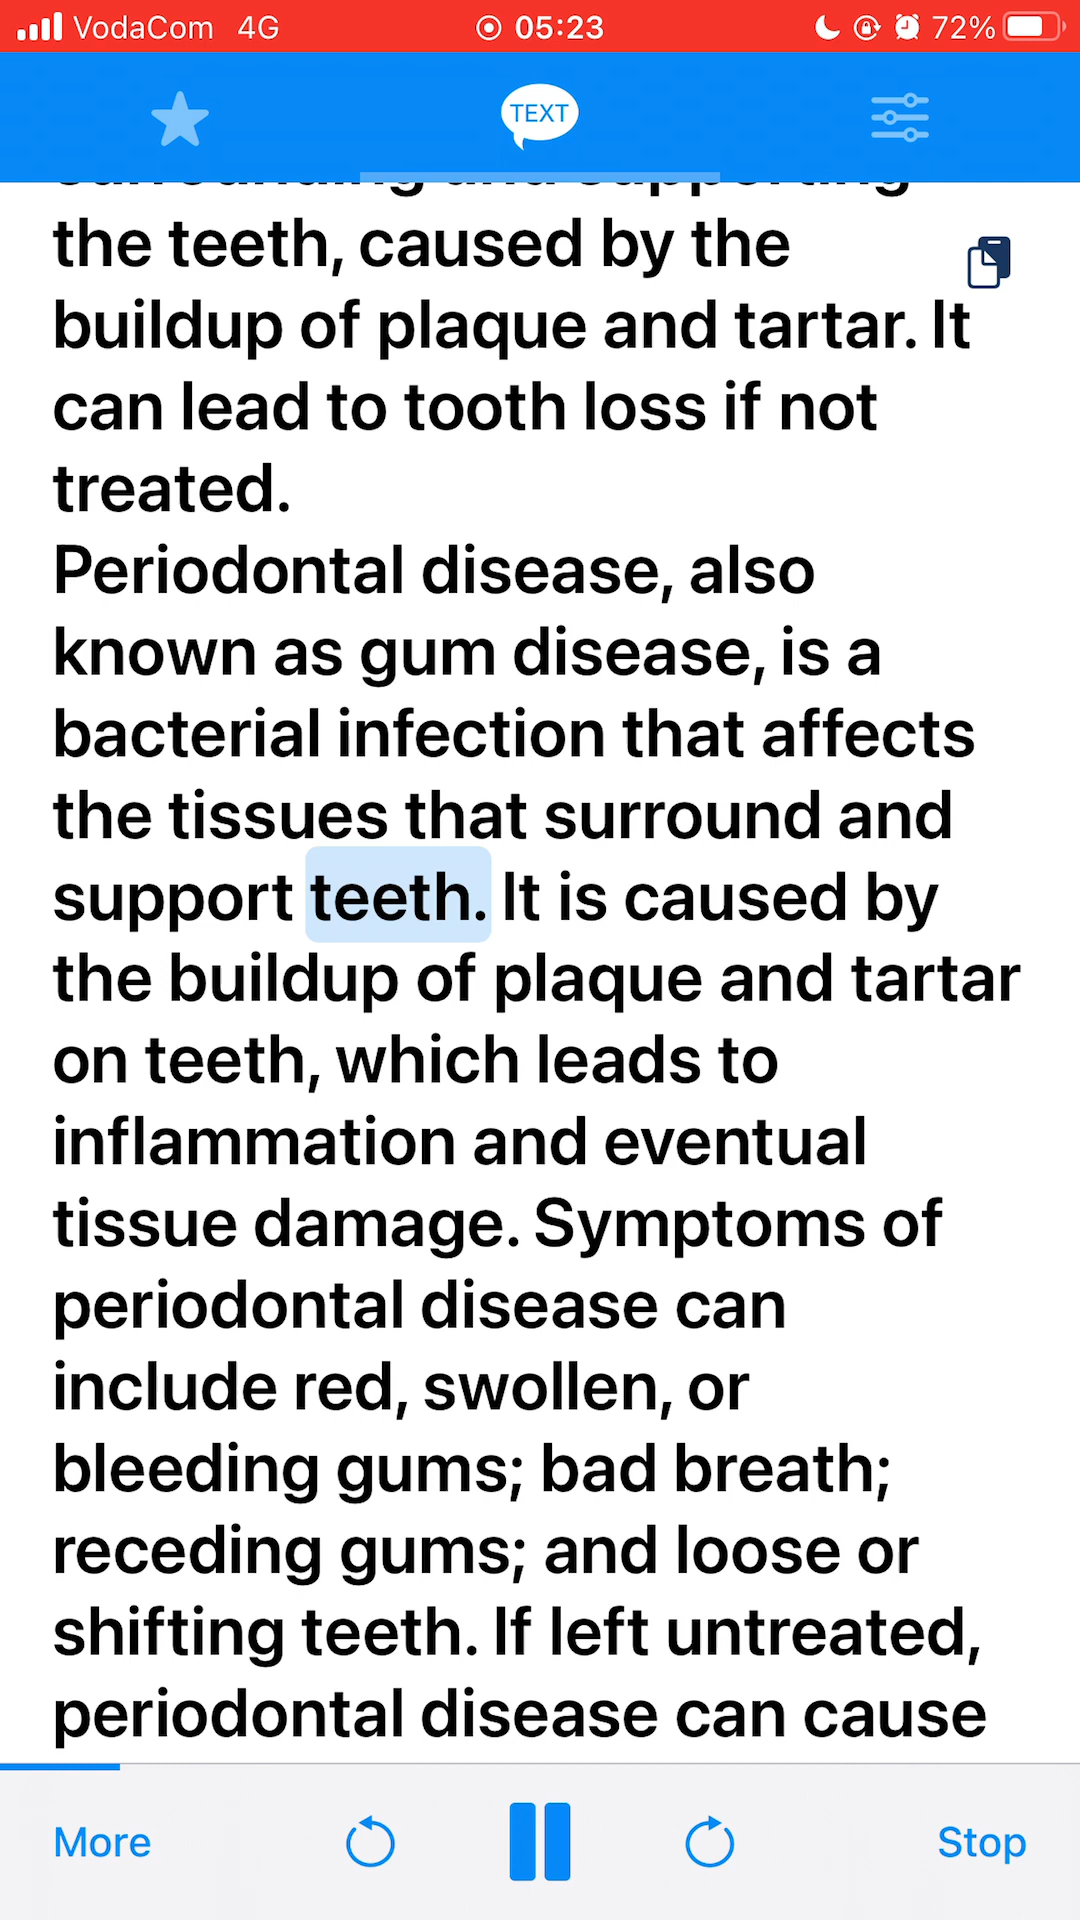 VodaCom 4G 05:23 72%
TEXT
surrounding and supporting
the teeth, caused by the
buildup of plaque and tartar. It
can lead to tooth loss if not
treated.
Periodontal disease, also
known as gum disease, is a
bacterial infection that affects
the tissues that surround and
support teeth. It is caused by
the buildup of plaque and tartar
on teeth, which leads to
inflammation and eventual
tissue damage. Symptoms of
periodontal disease can
include red, swollen, or
bleeding gums; bad breath;
receding gums; and loose or
shifting teeth. If left untreated,
periodontal disease can cause
More Stop